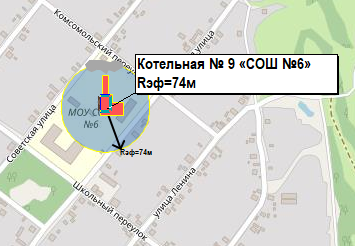 Комсомольский переулок
Котельная № 9 «СОШ №6»
Rэф=74м
МОУ С
№6
Rэф=74м
Советская улица
Школьный переулок
улица Ленина